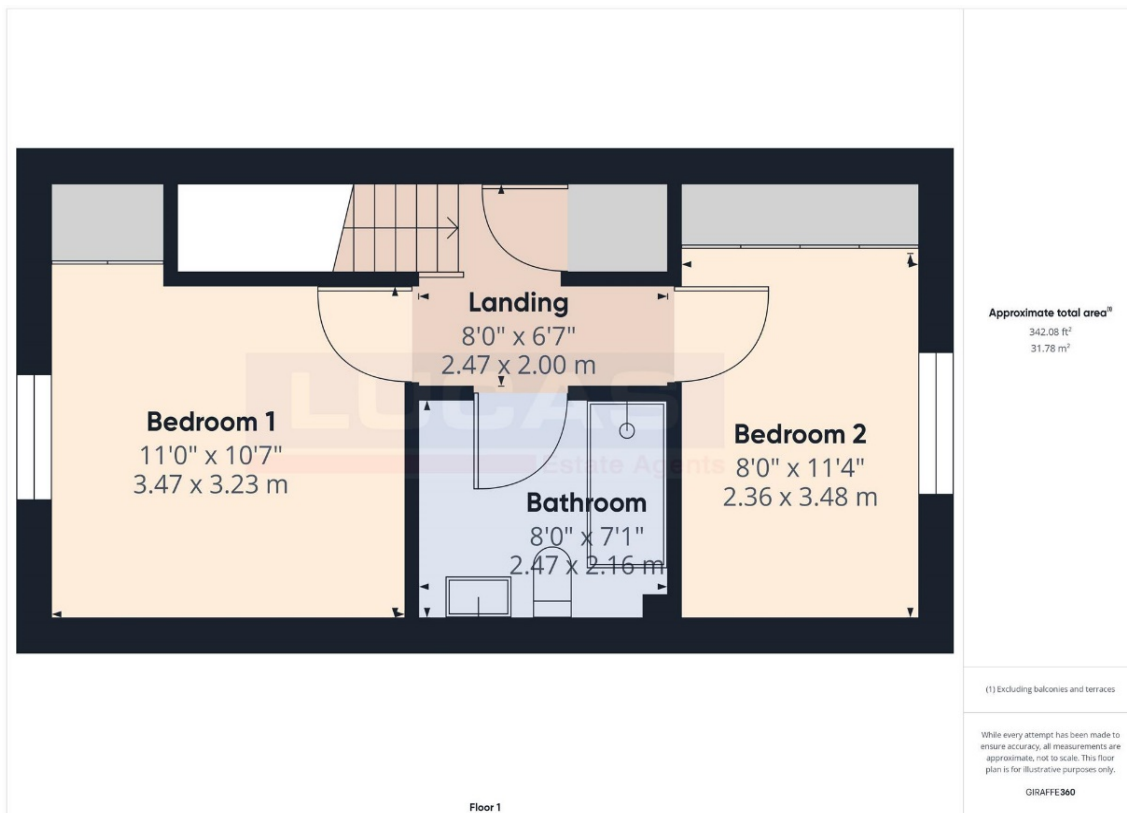 Landing
8'0" x 6'7"
2.47 x 2.00 m
LUCAS
Estate Agents
Bedroom 1
11'0" x 10'7"
3.47 x 3.23 m
Bedroom 2
8'0" x 11'4"
2.36 x 3.48 m
Bathroom
8'0" x 7'1"
2.47 x 2.16 m
Floor 1
Approximate total area(1)
342.08 ft²
31.78 m²
(1) Excluding balconies and terraces
While every attempt has been made to
ensure accuracy, all measurements are
approximate, not to scale. This floor
plan is for illustrative purposes only.
GIRAFFE360